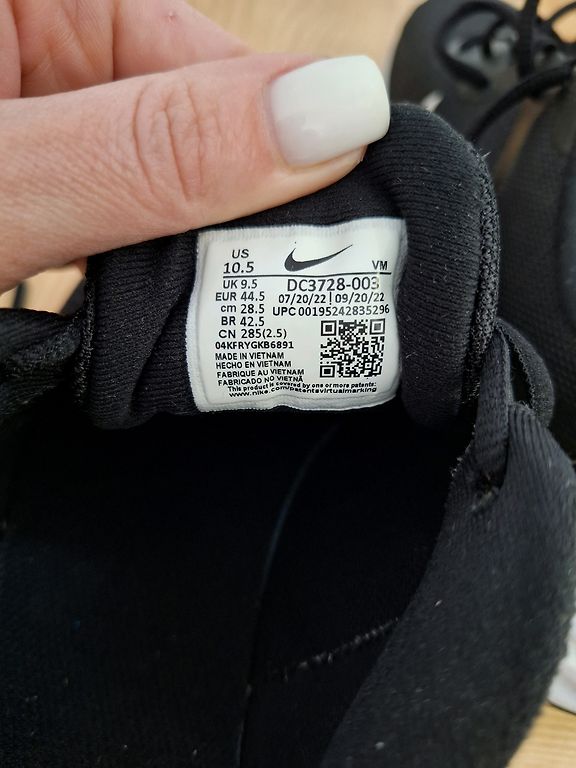 US
10.5
VM
UK 9.5
DC3728-003
EUR 44.5
07/20/22 | 09/20/22
cm 28.5
UPC 00195242835296
BR 42.5
CN 285(2.5)
04KFRYGKB6891
MADE IN VIETNAM
HECHO EN VIETNAM
FABRIQUE AU VIETNAM
FABRICADO NO VIETNÃ
This product is covered by one or more patents:
www.nike.com/patentsvirtualmarking